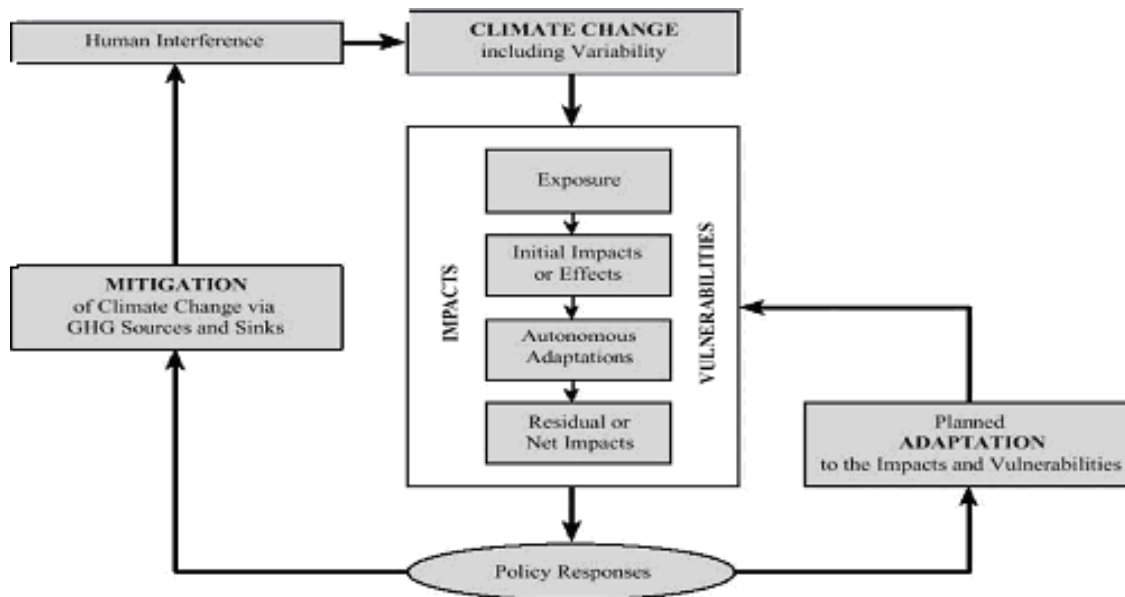 Human Interference
CLIMATE CHANGE
including Variability
IMPACTS
Exposure
Initial Impacts
or Effects
Autonomous
Adaptations
Residual or
Net Impacts
VULNERABILITIES
MITIGATION
of Climate Change via
GHG Sources and Sinks
Planned
ADAPTATION
to the Impacts and Vulnerabilities
Policy Responses